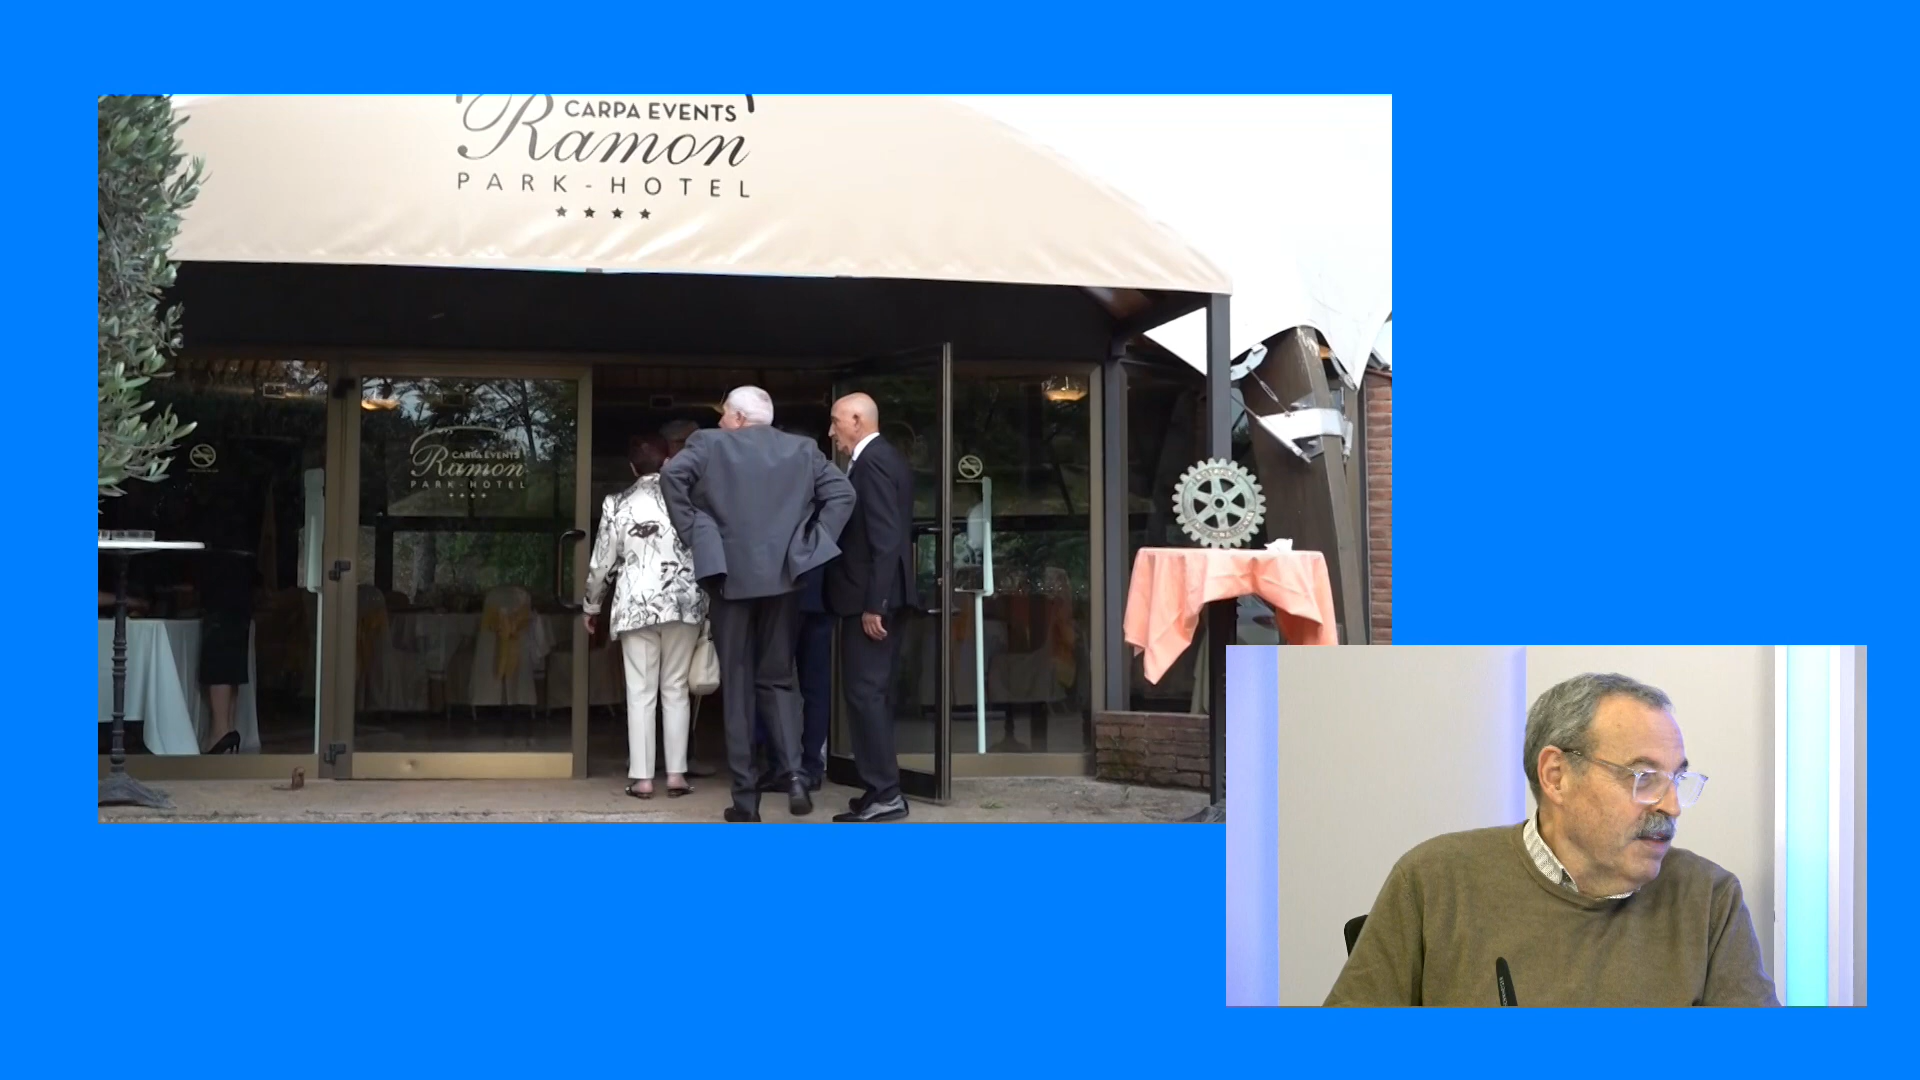 CARPA EVENTS
Ramon
PARK-HOTEL
CARPA EVENTS
Ramon
PARK-HOTEL